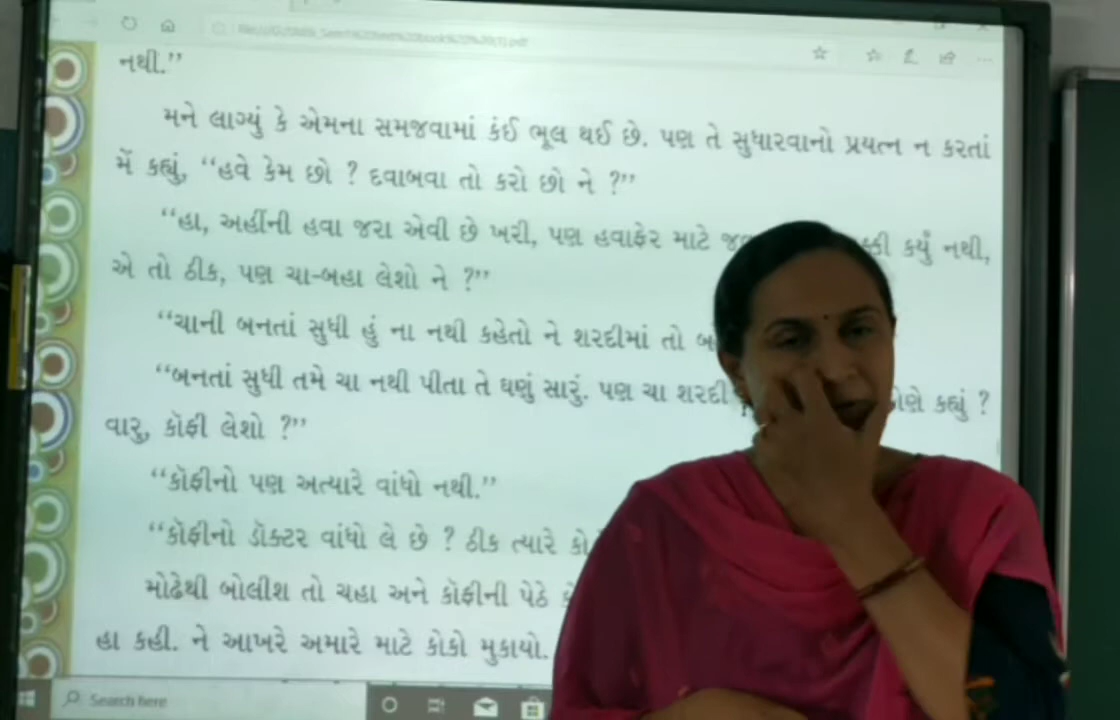 નથી.”
મને લાગ્યું કે એમના સમજવામાં કંઈ ભૂલ થઈ છે. પણ તે સુધારવાનો પ્રયત્ન ન કરતાં
મેં કહ્યું, “હવે કેમ છો ? દવાબવા તો કરો છો ને ?”
“હા, અહીંની હવા જરા એવી છે ખરી, પણ હવાફેર માટે કર્યું નથી,
એ તો ઠીક, પણ ચા-બહા લેશો ને ?”
“ચાની બનતાં સુધી હું ના નથી કહેતો ને શરદીમાં તો
“બનતાં સુધી તમે ચા નથી પીતા તે ઘણું સારું. પણ ચા શરદી કહ્યું ?
વારુ, કૉફી લેશો ?”
“કૉફીનો પણ અત્યારે વાંધો નથી.”
“કૉફીનો ડૉક્ટર વાંધો લે છે ? ઠીક ત્યારે
મોઢેથી બોલીશ તો ચહા અને કૉફીની પેઠે
હા કહી. ને આખરે અમારે માટે કોકો મુકાયો.
Search here